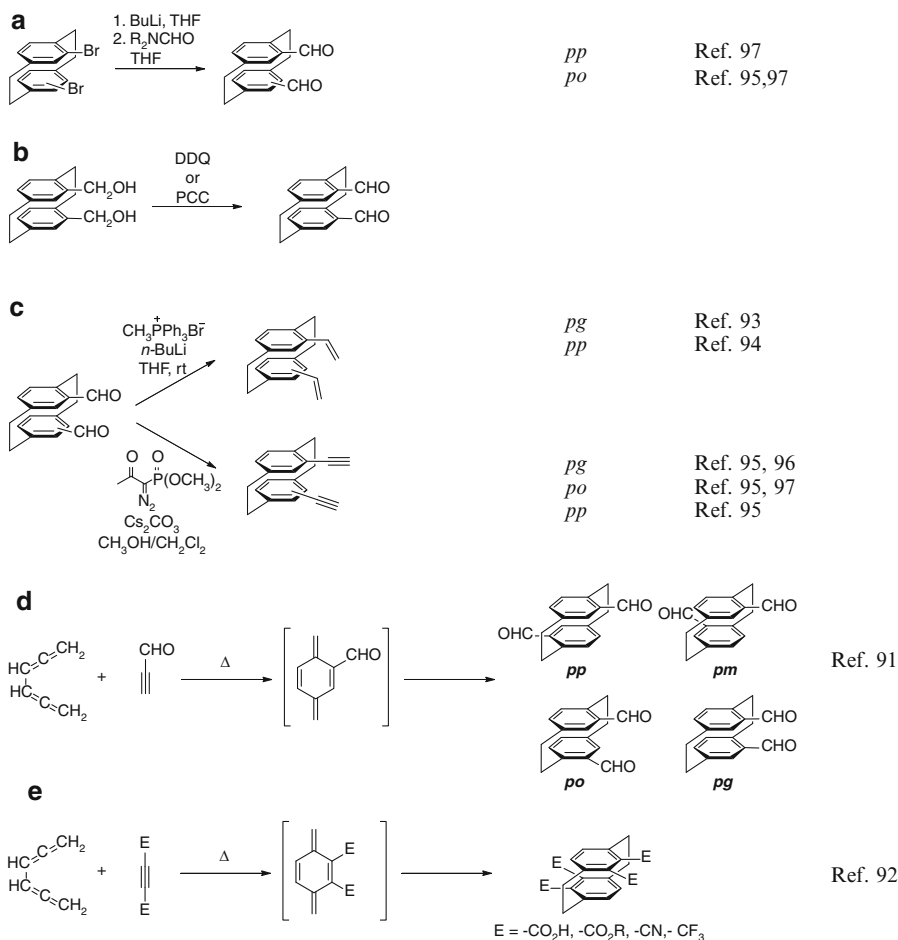 a
1. BuLi, THF
2. R2NCHO
THF
Br
Br
CHO
CHO
pp Ref. 97
po Ref. 95,97
b
CH2OH
CH2OH
DDQ
or
PCC
CHO
CHO
c
CHO
CHO
CH3PPh3Br
+ −
n-BuLi
THF, rt
pg Ref. 93
pp Ref. 94
O O
P(OCH3)2
N2
Cs2CO3
CH3OH/CH2Cl2
pg Ref. 95, 96
po Ref. 95, 97
pp Ref. 95
d
HC=C=CH2
HC=C=CH2
+
CHO
Δ
CHO
CHO
CHO
pp
CHO
CHO
pm
CHO
CHO
po
CHO
CHO
pg
Ref. 91
e
HC=C=CH2
HC=C=CH2
+
E
E
Δ
E
E
E
E
E
E
E = -CO2H, -CO2R, -CN,- CF3
Ref. 92